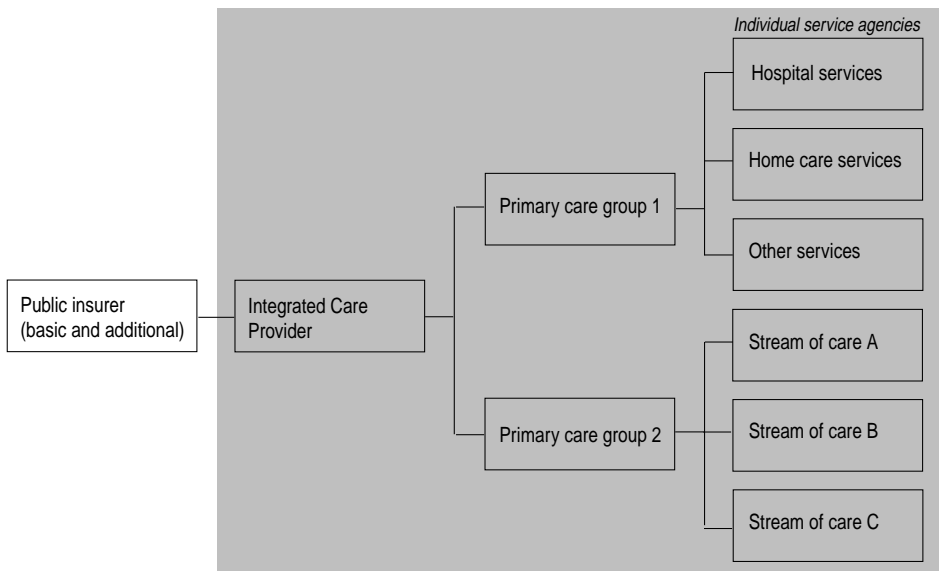 Individual service agencies
Hospital services
Home care services
Primary care group 1
Other services
Public insurer
(basic and additional)
Integrated Care
Provider
Stream of care A
Primary care group 2
Stream of care B
Stream of care C